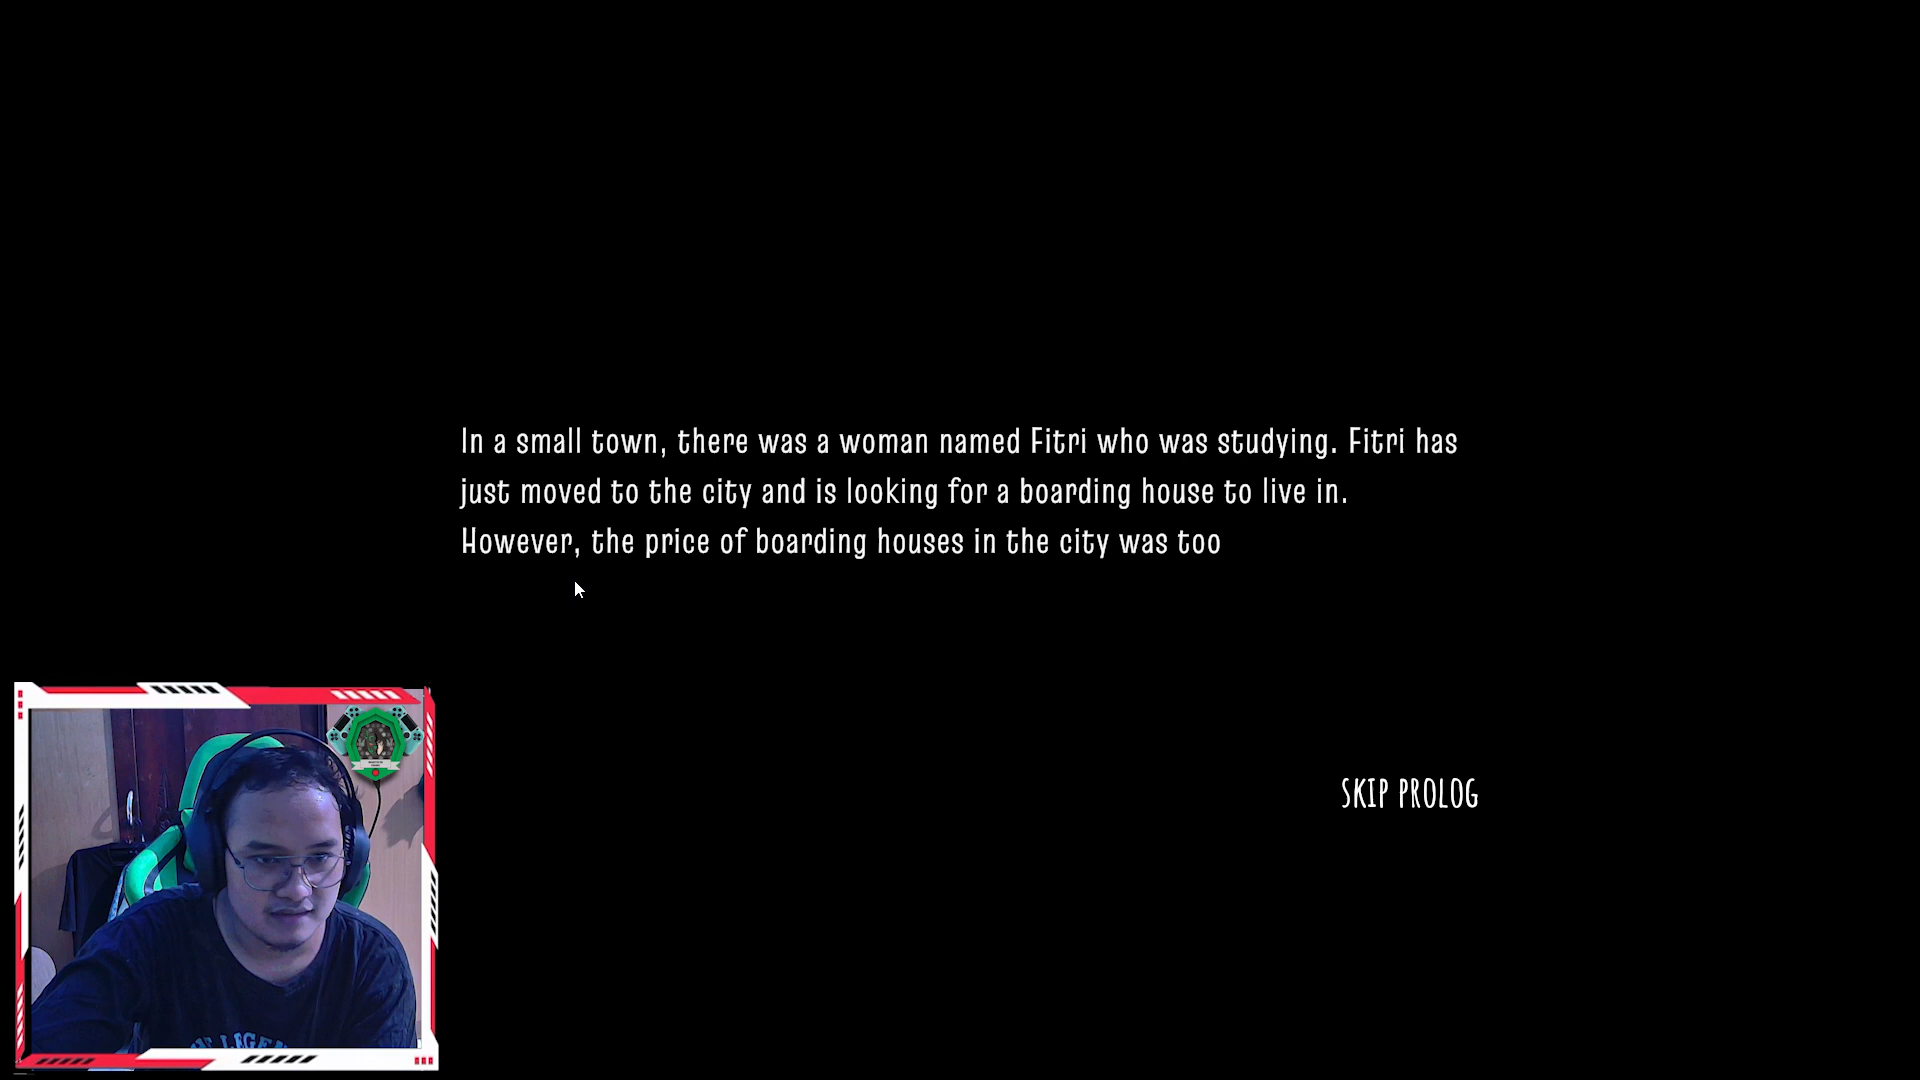 In a small town, there was a woman named Fitri who was studying. Fitri has
just moved to the city and is looking for a boarding house to live in.
However, the price of boarding houses in the city was too
SKIP PROLOG